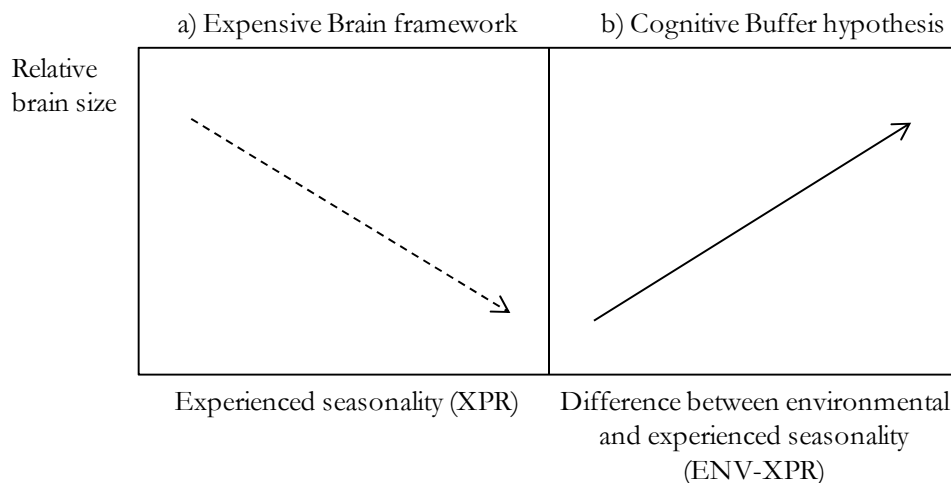 a) Expensive Brain framework
b) Cognitive Buffer hypothesis
Relative
brain size
Experienced seasonality (XPR)
Difference between environmental
and experienced seasonality
(ENV-XPR)